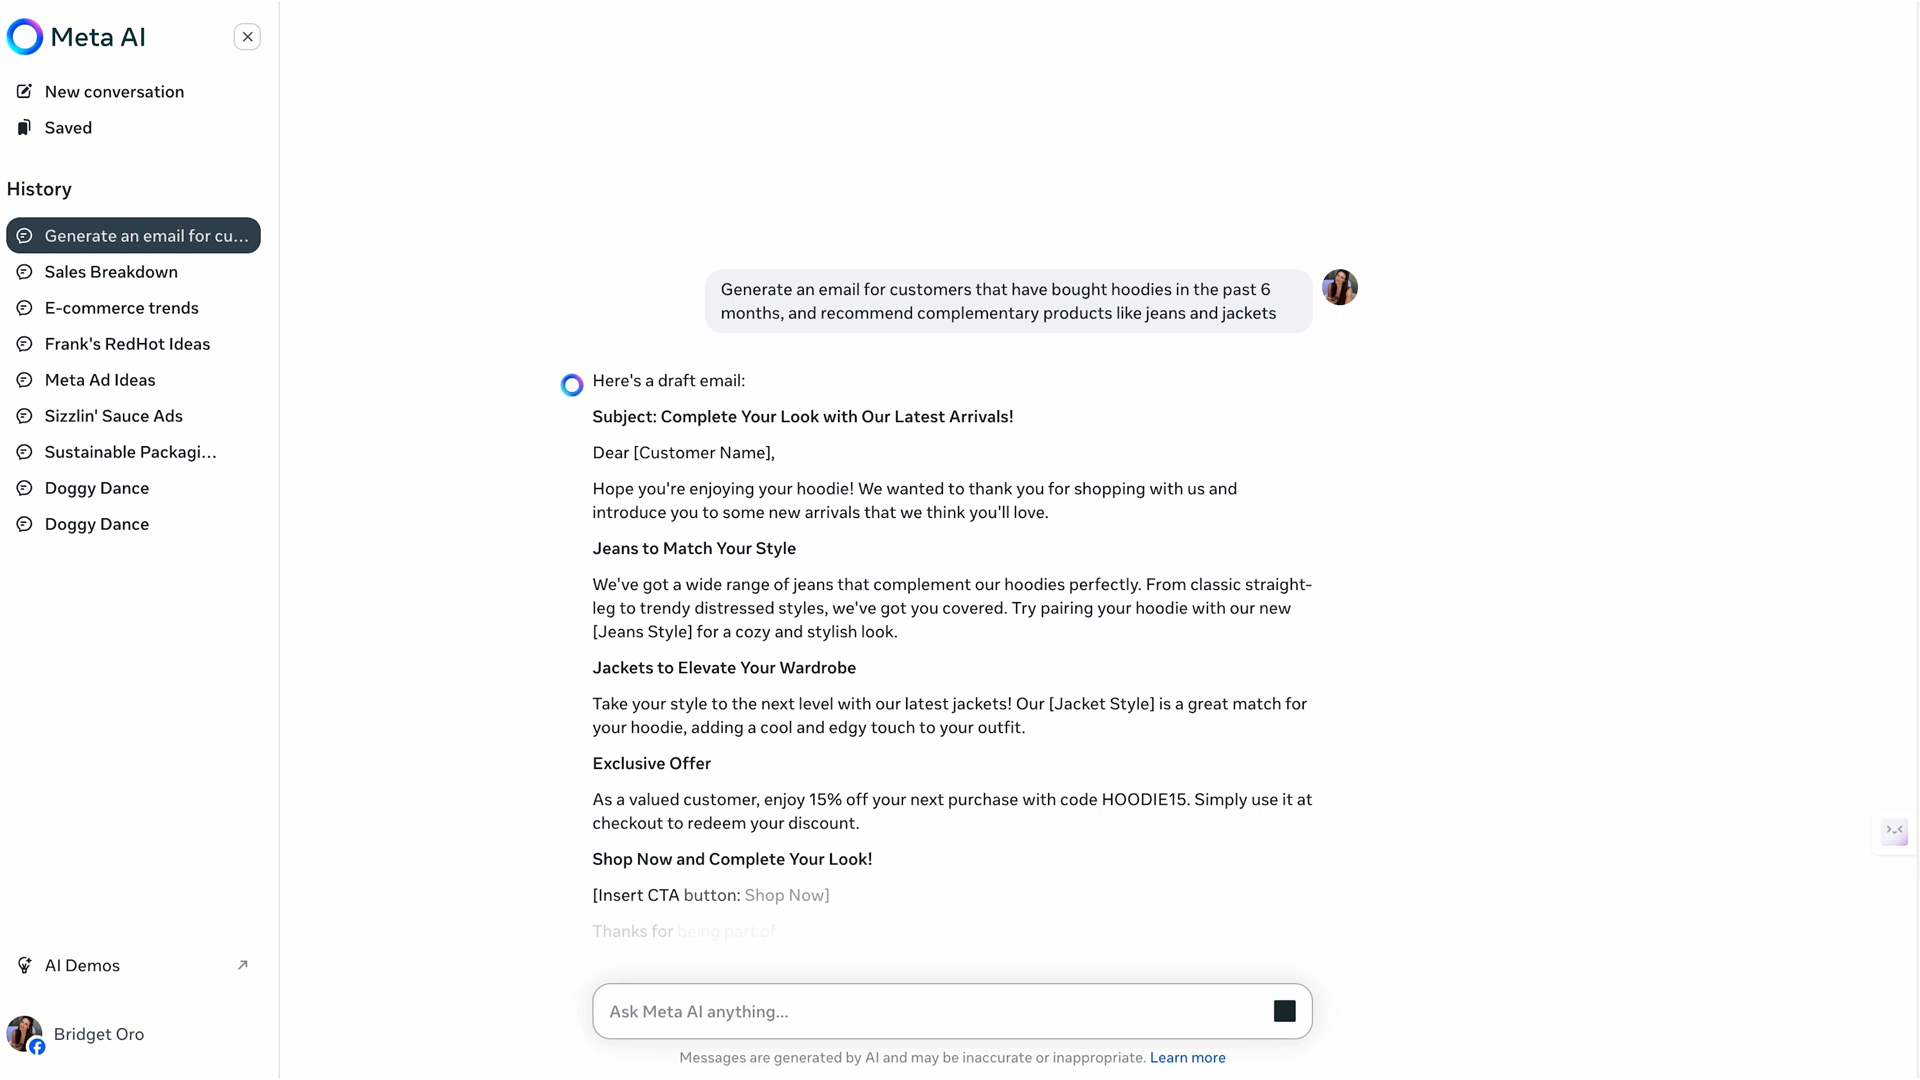 Meta AI
New conversation
Saved
History
Generate an email for cu...
Sales Breakdown
E-commerce trends
Frank's RedHot Ideas
Meta Ad Ideas
Sizzlin' Sauce Ads
Sustainable Packagi...
Doggy Dance
Doggy Dance
AI Demos
Bridget Oro
Generate an email for customers that have bought hoodies in the past 6
months, and recommend complementary products like jeans and jackets
Here's a draft email:
Subject: Complete Your Look with Our Latest Arrivals!
Dear [Customer Name],
Hope you're enjoying your hoodie! We wanted to thank you for shopping with us and
introduce you to some new arrivals that we think you'll love.
Jeans to Match Your Style
We've got a wide range of jeans that complement our hoodies perfectly. From classic straight-
leg to trendy distressed styles, we've got you covered. Try pairing your hoodie with our new
[Jeans Style] for a cozy and stylish look.
Jackets to Elevate Your Wardrobe
Take your style to the next level with our latest jackets! Our [Jacket Style] is a great match for
your hoodie, adding a cool and edgy touch to your outfit.
Exclusive Offer
As a valued customer, enjoy 15% off your next purchase with code HOODIE15. Simply use it at
checkout to redeem your discount.
Shop Now and Complete Your Look!
[Insert CTA button: Shop Now]
Thanks for being part of
Ask Meta AI anything...
Messages are generated by AI and may be inaccurate or inappropriate. Learn more